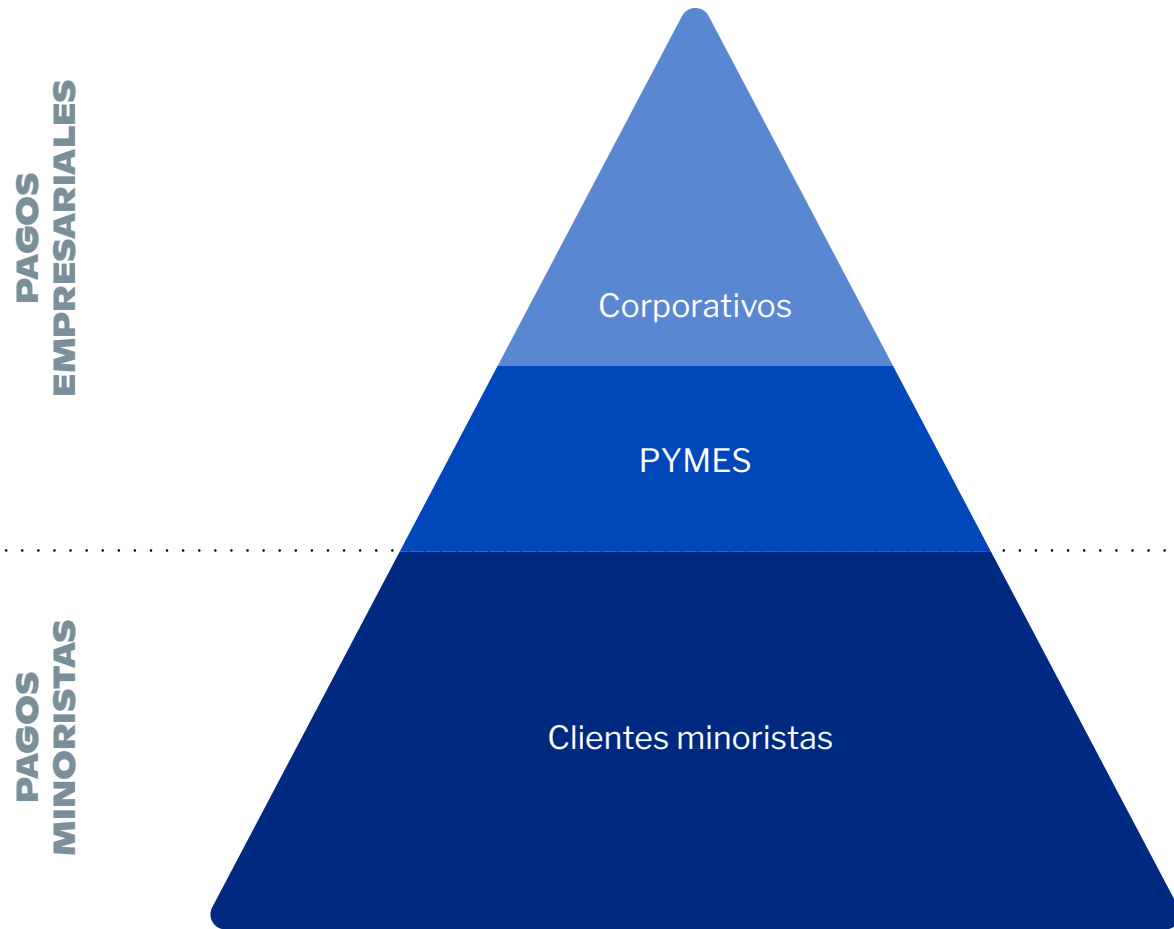 PAGOS
EMPRESARIALES
Corporativos
PYMES
PAGOS
MINORISTAS
Clientes minoristas